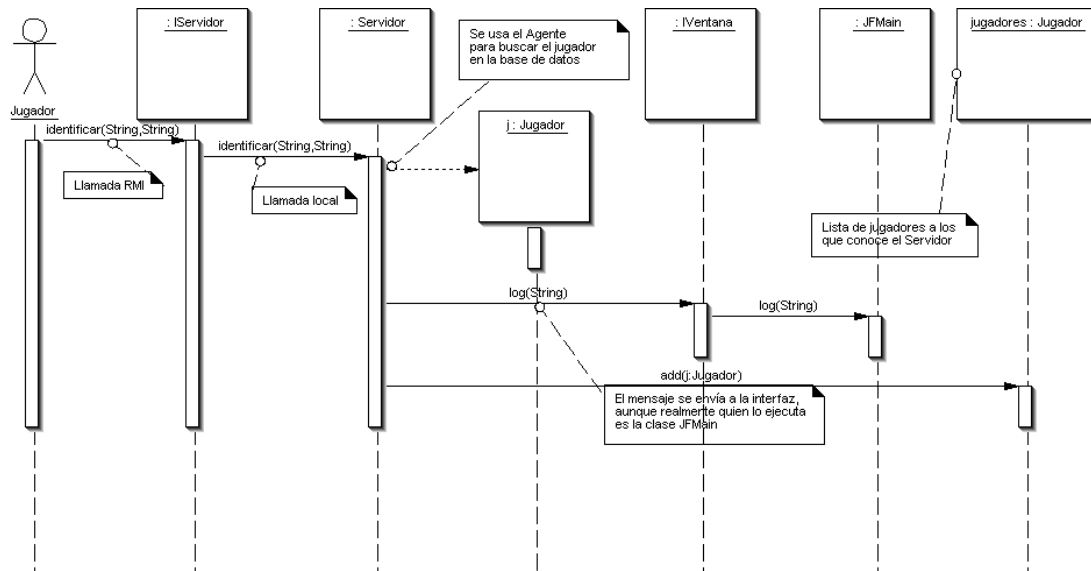 : IServidor
: Servidor
: IVentana
: JFMain
jugadores : Jugador
Se usa el Agente
para buscar el jugador
en la base de datos
Jugador
j : Jugador
identificar(String,String)
identificar(String,String)
Llamada RMI
Llamada local
Lista de jugadores a los
que conoce el Servidor
log(String)
log(String)
add(j:Jugador)
El mensaje se envía a la interfaz,
aunque realmente quien lo ejecuta
es la clase JFMain